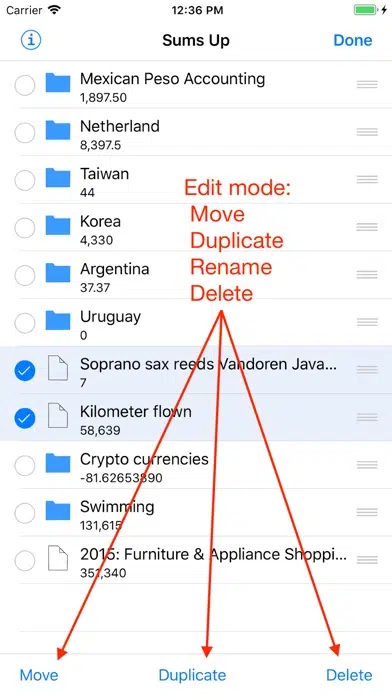 Carrier 12:36 PM
Sums Up Done
Mexican Peso Accounting
1,897.50
Netherland
8,397.5
Taiwan
44
Edit mode:
Move
Duplicate
Rename
Delete
Korea
4,330
Argentina
37.37
Uruguay
0
Soprano sax reeds Vandoren Java...
7
Kilometer flown
58,639
Crypto currencies
-81.62653890
Swimming
131,615
2015: Furniture & Appliance Shoppi...
351,340
Move Duplicate Delete